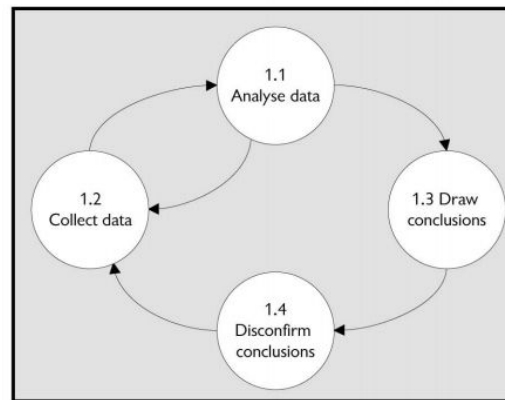 1.1
Analyse data
1.2
Collect data
1.3 Draw
conclusions
1.4
Disconfirm
conclusions